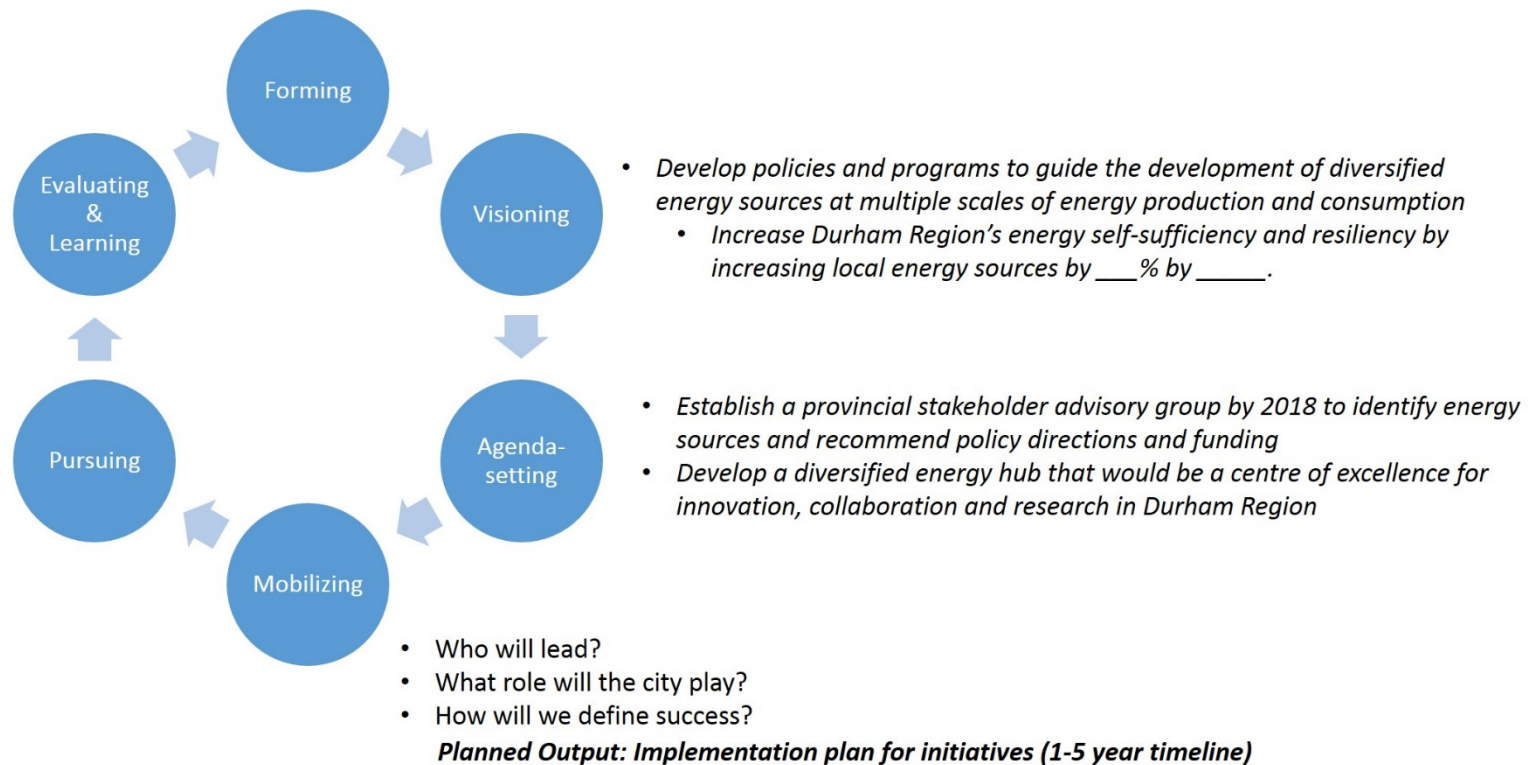 Forming
Visioning
• Develop policies and programs to guide the development of diversified
energy sources at multiple scales of energy production and consumption
• Increase Durham Region’s energy self-sufficiency and resiliency by
increasing local energy sources by ___% by _____.
Agenda-
setting
• Establish a provincial stakeholder advisory group by 2018 to identify energy
sources and recommend policy directions and funding
• Develop a diversified energy hub that would be a centre of excellence for
innovation, collaboration and research in Durham Region
Mobilizing
• Who will lead?
• What role will the city play?
• How will we define success?
Planned Output: Implementation plan for initiatives (1-5 year timeline)
Pursuing
Evaluating
&
Learning